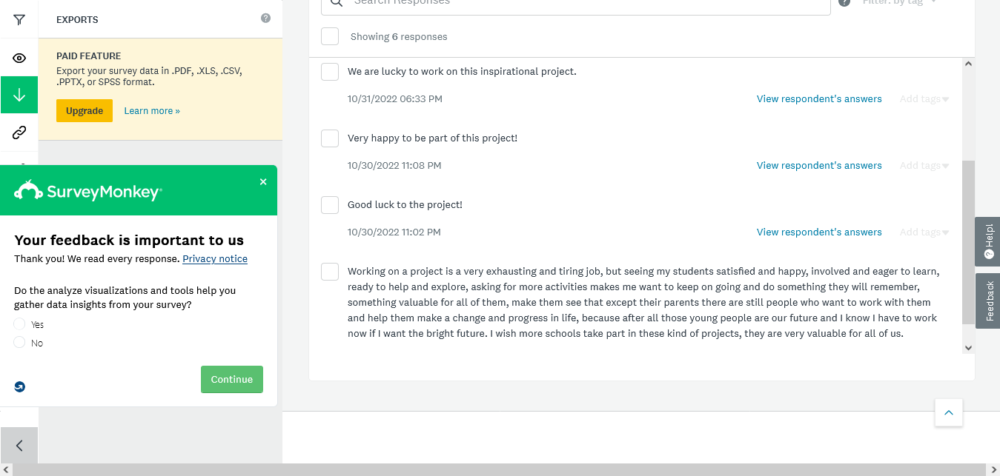 EXPORTS
PAID FEATURE
Export your survey data in .PDF, .XLS, .CSV,
.PPTX, or SPSS format.
Upgrade
Learn more »
Search Responses
Filter: by tag
Showing 6 responses
We are lucky to work on this inspirational project.
10/31/2022 06:33 PM
View respondent's answers
Add tags
Very happy to be part of this project!
10/30/2022 11:08 PM
View respondent's answers
Add tags
Good luck to the project!
10/30/2022 11:02 PM
View respondent's answers
Add tags
Working on a project is a very exhausting and tiring job, but seeing my students satisfied and happy, involved and eager to learn,
ready to help and explore, asking for more activities makes me want to keep on going and do something they will remember,
something valuable for all of them, make them see that except their parents there are still people who want to work with them
and help them make a change and progress in life, because after all those young people are our future and I know I have to work
now if I want the bright future. I wish more schools take part in these kind of projects, they are very valuable for all of us.
SurveyMonkey®
Your feedback is important to us
Thank you! We read every response. Privacy notice
Do the analyze visualizations and tools help you
gather data insights from your survey?
Yes
No
Continue
Help!
Feedback